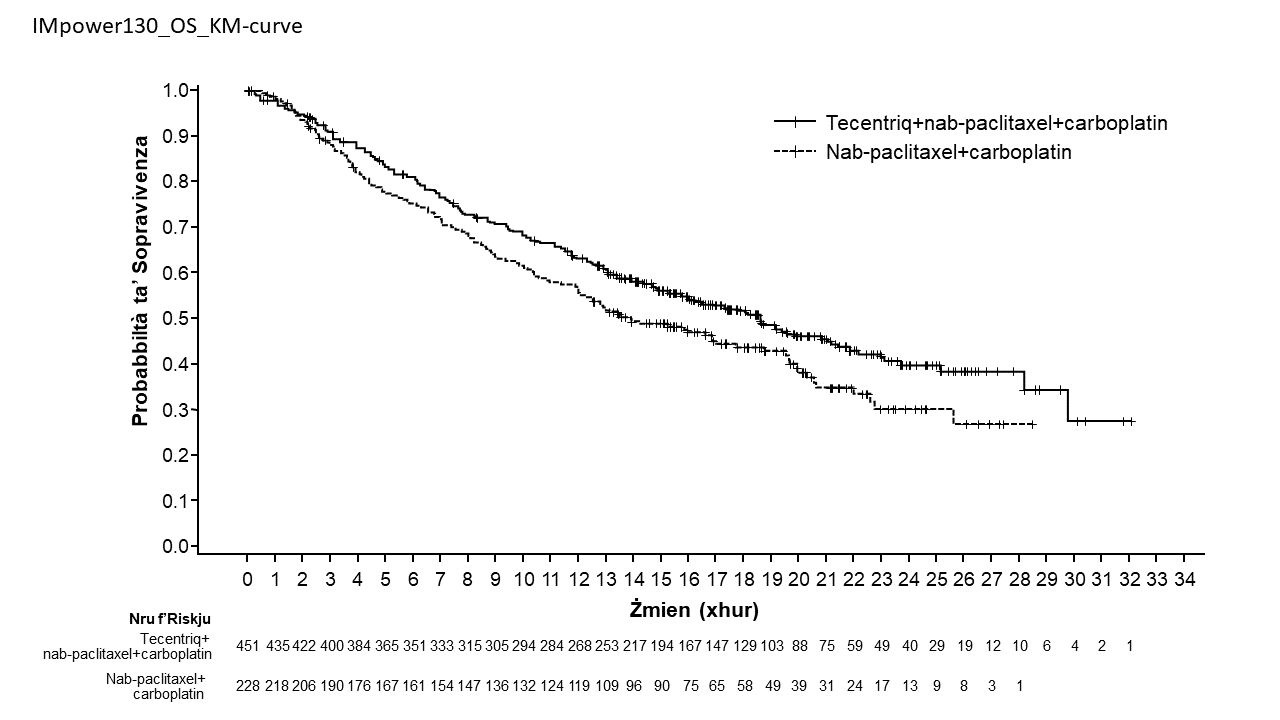 IMpower130_OS_KM-curve
1.0
0.9
0.8
0.7
0.6
0.5
0.4
0.3
0.2
0.1
0.0
Probabbiltà ta’ Sopravivenza
Tecentriq+nab-paclitaxel+carboplatin
Nab-paclitaxel+carboplatin
0 1 2 3 4 5 6 7 8 9 10 11 12 13 14 15 16 17 18 19 20 21 22 23 24 25 26 27 28 29 30 31 32 33 34
Żmien (xhur)
Nru f’Riskju
Tecentriq+
nab-paclitaxel+carboplatin
451 435 422 400 384 365 351 333 315 305 294 284 268 253 217 194 167 147 129 103 88 75 59 49 40 29 19 12 10 6 4 2 1
Nab-paclitaxel+
carboplatin
228 218 206 190 176 167 161 154 147 136 132 124 119 109 96 90 75 65 58 49 39 31 24 17 13 9 8 3 1